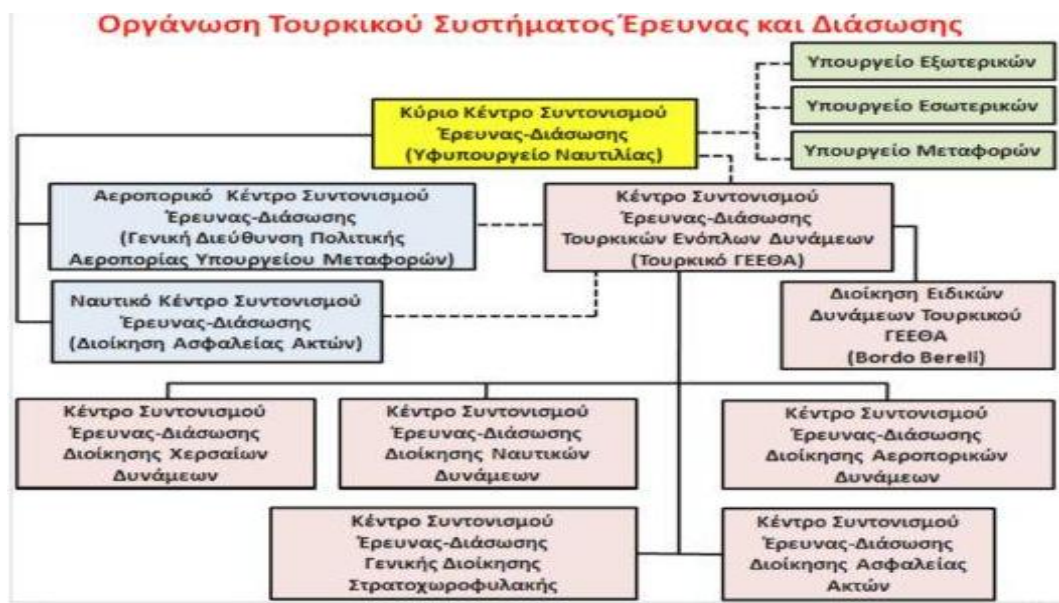 Οργάνωση Τουρκικού Συστήματος Έρευνας και Διάσωσης
Υπουργείο Εξωτερικών
Υπουργείο Εσωτερικών
Υπουργείο Μεταφορών
Κύριο Κέντρο Συντονισμού
Έρευνας-Διάσωσης
(Υφυπουργείο Ναυτιλίας)
Αεροπορικό Κέντρο Συντονισμού
Έρευνας-Διάσωσης
(Γενική Διεύθυνση Πολιτικής
Αεροπορίας Υπουργείου Μεταφορών)
Κέντρο Συντονισμού
Έρευνας-Διάσωσης
Τουρκικών Ενόπλων Δυνάμεων
(Τουρκικό ΓΕΕΘΑ)
Ναυτικό Κέντρο Συντονισμού
Έρευνας-Διάσωσης
(Διοίκηση Ασφαλείας Ακτών)
Διοίκηση Ειδικών
Δυνάμεων Τουρκικού
ΓΕΕΘΑ
(Bordo Bereli)
Κέντρο Συντονισμού
Έρευνας-Διάσωσης
Διοίκησης Χερσαίων
Δυνάμεων
Κέντρο Συντονισμού
Έρευνας-Διάσωσης
Διοίκησης Ναυτικών
Δυνάμεων
Κέντρο Συντονισμού
Έρευνας-Διάσωσης
Διοίκησης Αεροπορικών
Δυνάμεων
Κέντρο Συντονισμού
Έρευνας-Διάσωσης
Γενικής Διοίκησης
Στρατοχωροφυλακής
Κέντρο Συντονισμού
Έρευνας-Διάσωσης
Διοίκησης Ασφαλείας
Ακτών